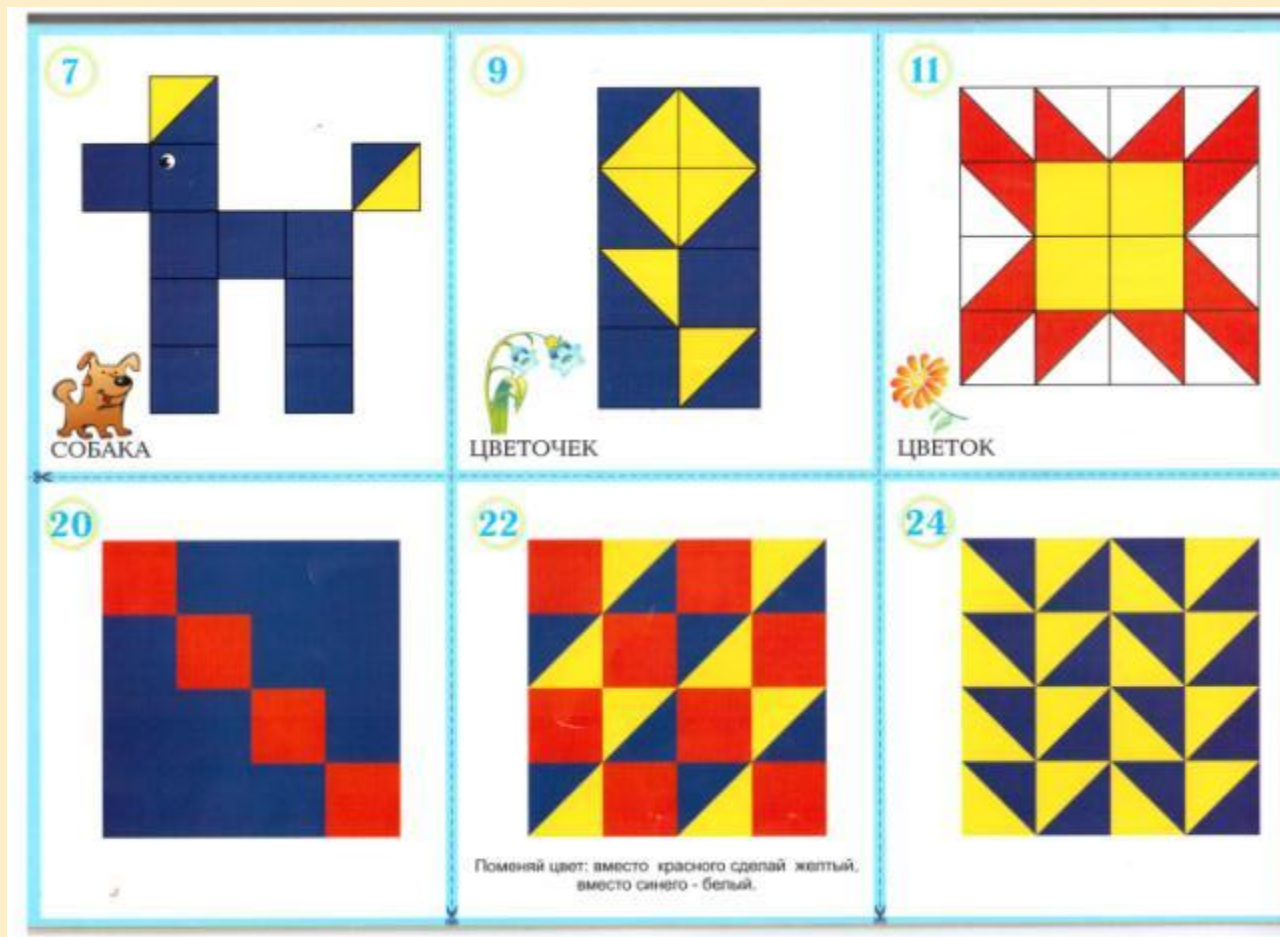 7
СОБАКА
9
ЦВЕТОЧЕК
11
ЦВЕТОК
20
22
Поменяй цвет: вместо красного сделай желтый,
вместо синего - белый.
24